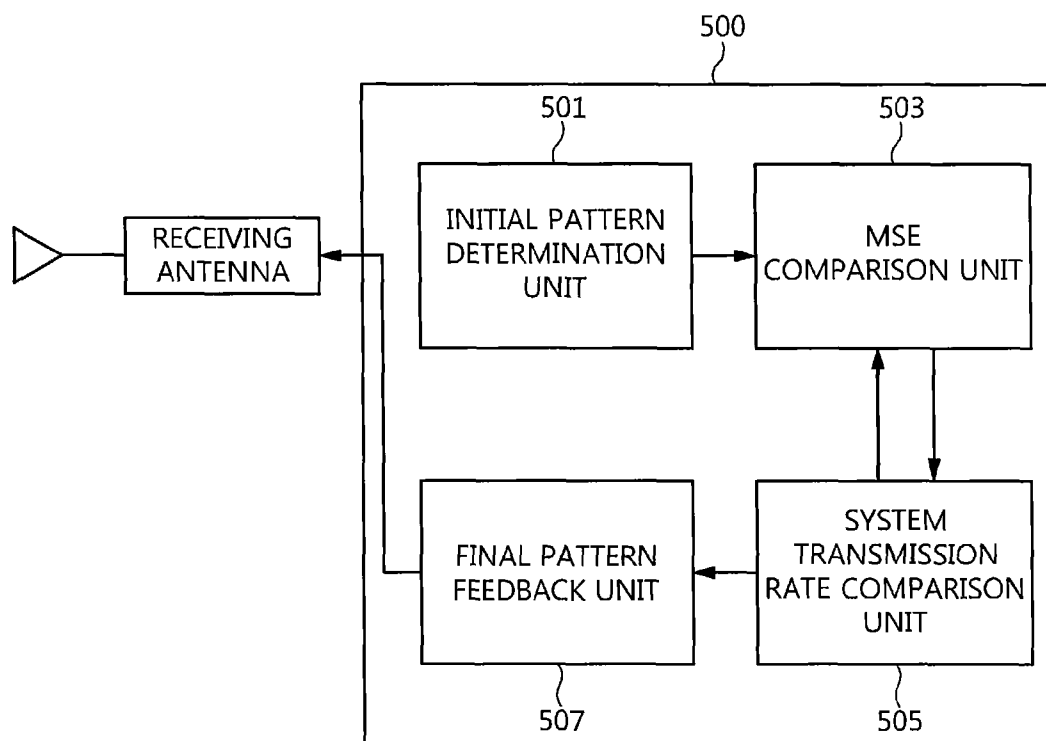 500
501
503
INITIAL PATTERN
DETERMINATION
UNIT
MSE
COMPARISON UNIT
RECEIVING
ANTENNA
FINAL PATTERN
FEEDBACK UNIT
SYSTEM
TRANSMISSION
RATE COMPARISON
UNIT
507
505